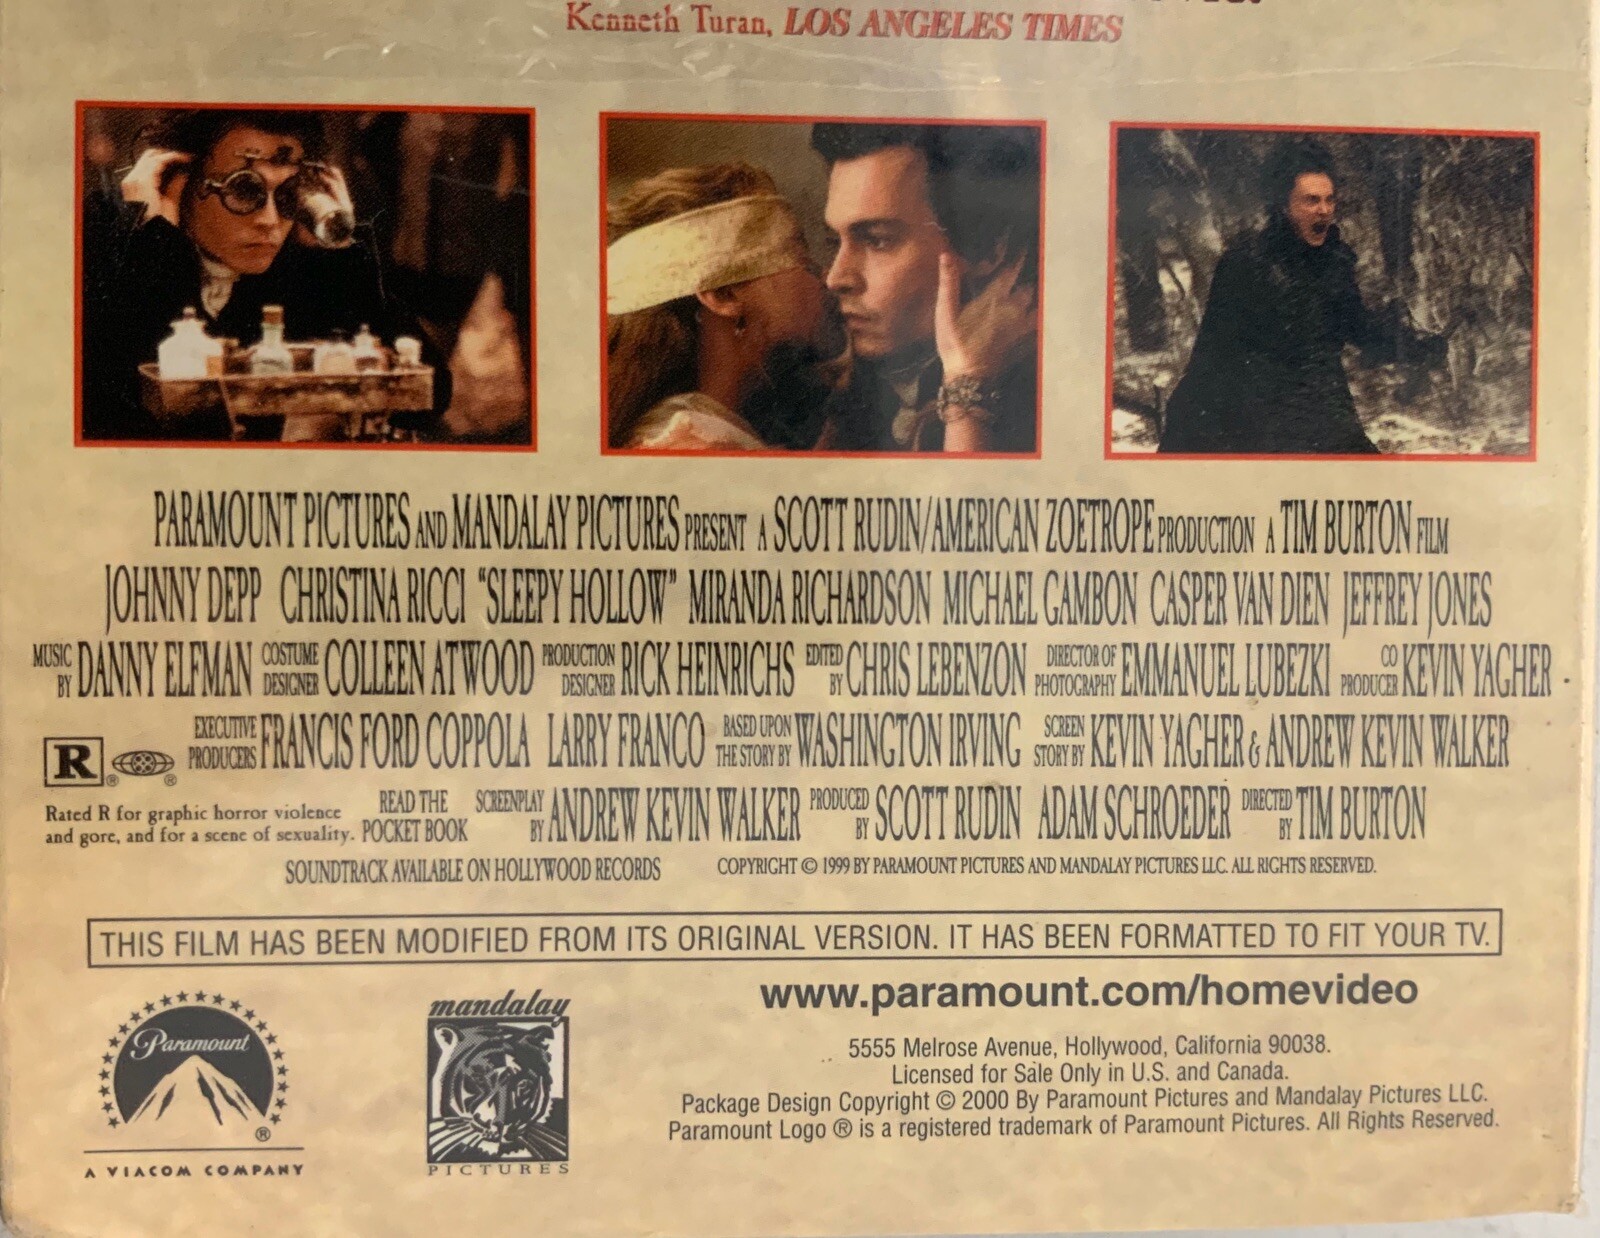 Kenneth Turan, LOS ANGELES TIMES
PARAMOUNT PICTURES AND MANDALAY PICTURES PRESENT A SCOTT RUDIN/AMERICAN ZOETROPE PRODUCTION A TIM BURTON FILM
JOHNNY DEPP CHRISTINA RICCI "SLEEPY HOLLOW" MIRANDA RICHARDSON MICHAEL GAMBON CASPER VAN DIEN JEFFREY JONES
MUSIC BY DANNY ELFMAN COSTUME DESIGNER COLLEEN ATWOOD PRODUCTION DESIGNER RICK HEINRICHS EDITED BY CHRIS LEBENZON DIRECTOR OF PHOTOGRAPHY EMMANUEL LUBEZKI CO PRODUCER KEVIN YAGHER
EXECUTIVE PRODUCERS FRANCIS FORD COPPOLA LARRY FRANCO BASED UPON THE STORY BY WASHINGTON IRVING SCREEN STORY BY KEVIN YAGHER & ANDREW KEVIN WALKER
R ® ®
Rated R for graphic horror violence
and gore, and for a scene of sexuality.
READ THE POCKET BOOK SCREENPLAY BY ANDREW KEVIN WALKER PRODUCED BY SCOTT RUDIN ADAM SCHROEDER DIRECTED BY TIM BURTON
SOUNDTRACK AVAILABLE ON HOLLYWOOD RECORDS COPYRIGHT © 1999 BY PARAMOUNT PICTURES AND MANDALAY PICTURES LLC. ALL RIGHTS RESERVED.
THIS FILM HAS BEEN MODIFIED FROM ITS ORIGINAL VERSION. IT HAS BEEN FORMATTED TO FIT YOUR TV.
Paramount
®
A VIACOM COMPANY
mandalay
PICTURES
www.paramount.com/homevideo
5555 Melrose Avenue, Hollywood, California 90038.
Licensed for Sale Only in U.S. and Canada.
Package Design Copyright © 2000 By Paramount Pictures and Mandalay Pictures LLC.
Paramount Logo ® is a registered trademark of Paramount Pictures. All Rights Reserved.